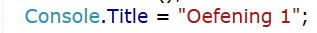 Console.Title = "Oefening 1";